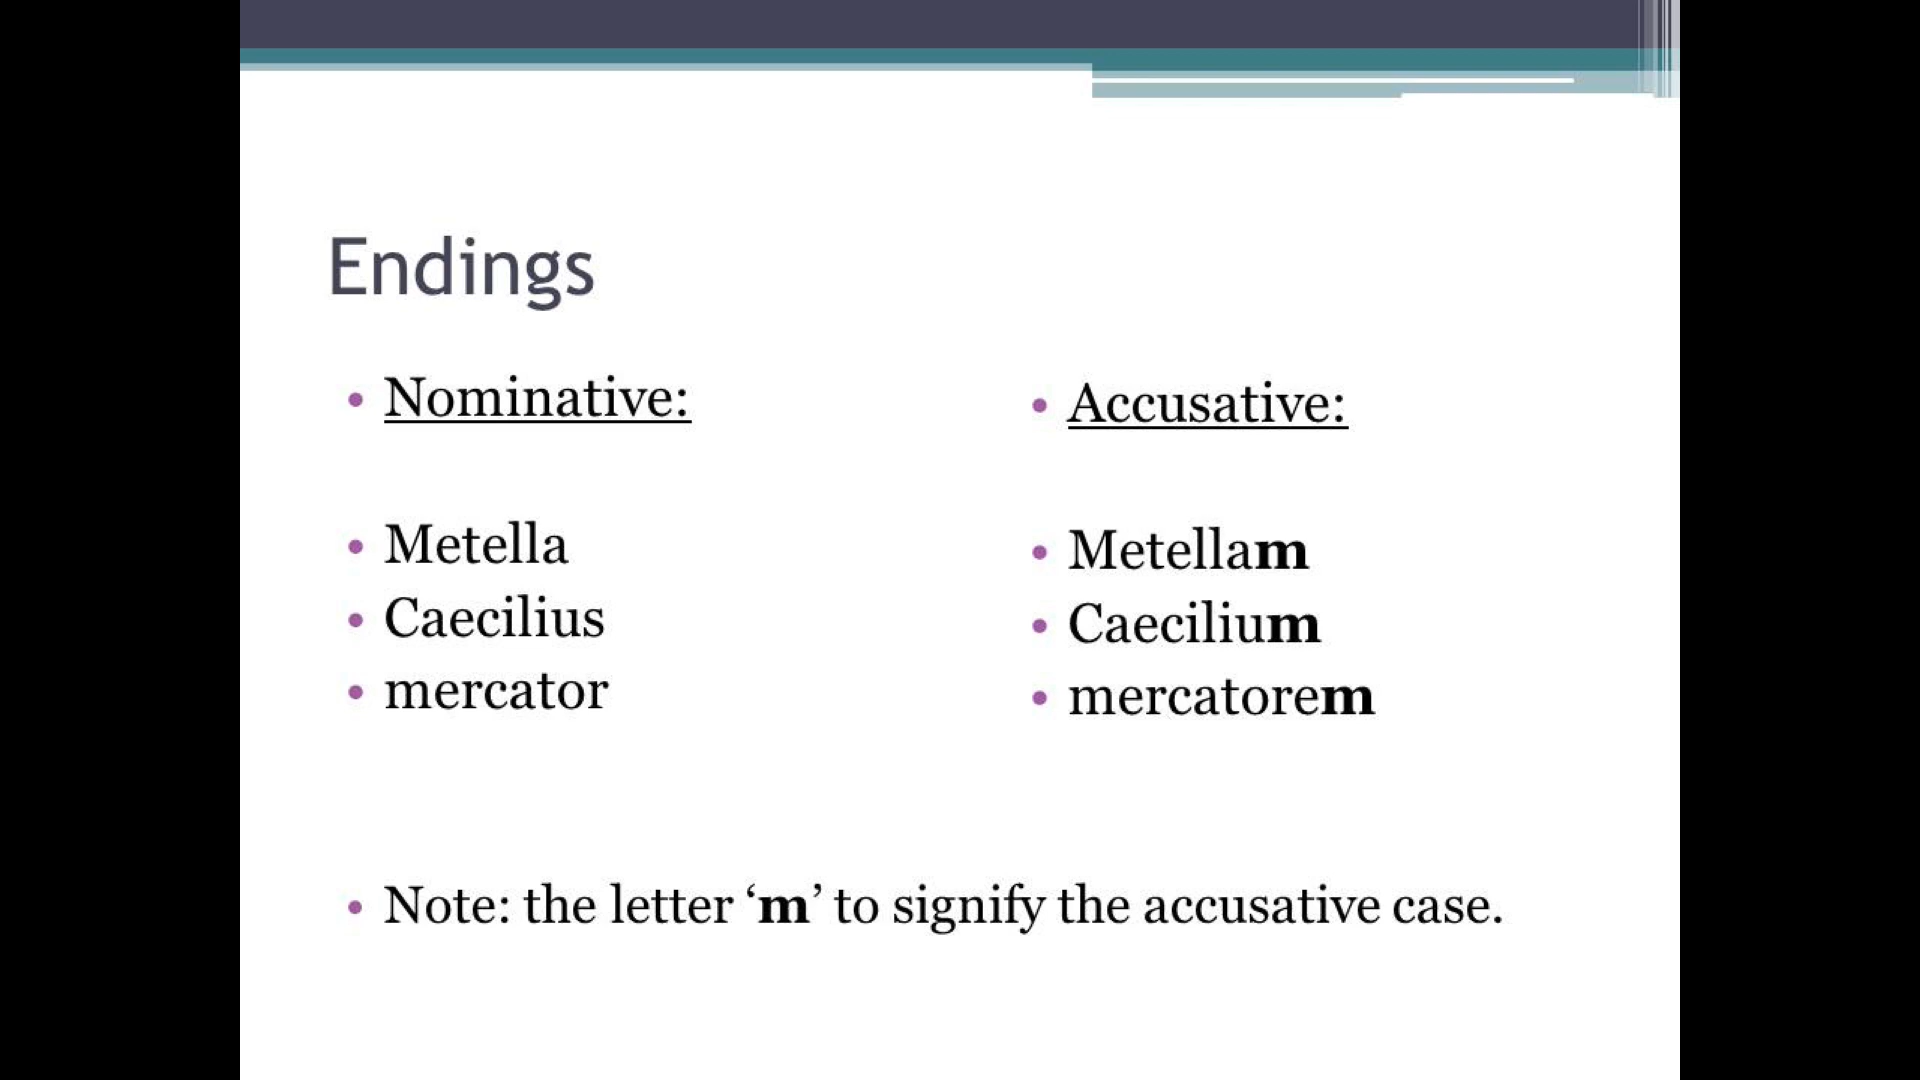 Endings
• Nominative:
• Metella
• Caecilius
• mercator
• Accusative:
• Metellam
• Caecilium
• mercatorem
• Note: the letter ‘m’ to signify the accusative case.